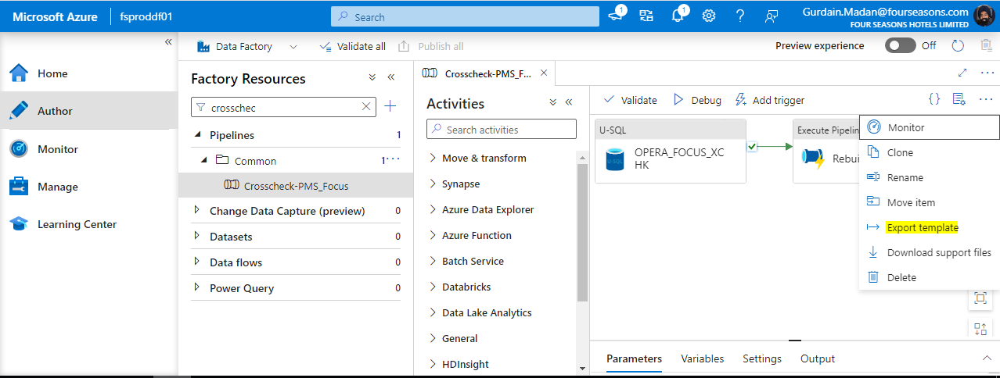 Microsoft Azure fsproddf01 Search 1 1 Gurdain.Madan@fourseasons.com
FOUR SEASONS HOTELS LIMITED
Data Factory Validate all Publish all Preview experience Off
Home
Author
Monitor
Manage
Learning Center
Factory Resources
crosschec
Pipelines 1
Common 1
Crosscheck-PMS_Focus
Change Data Capture (preview) 0
Datasets 0
Data flows 0
Power Query 0
Crosscheck-PMS_F...
Activities
Search activities
Move & transform
Synapse
Azure Data Explorer
Azure Function
Batch Service
Databricks
Data Lake Analytics
General
HDInsight
Validate Debug Add trigger
U-SQL
U-SQL
OPERA_FOCUS_XC
HK
Execute Pipelin
Rebui
Monitor
Clone
Rename
Move item
Export template
Download support files
Delete
Parameters Variables Settings Output